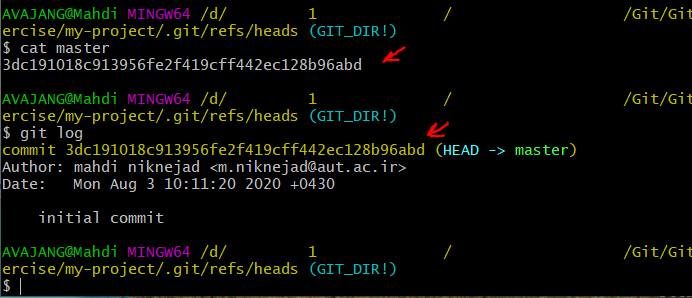 AVAJANG@Mahdi MINGW64 /d/ 1 / /Git/Git
ercise/my-project/.git/refs/heads (GIT_DIR!)
$ cat master
3dc191018c913956fe2f419cff442ec128b96abd
AVAJANG@Mahdi MINGW64 /d/ 1 / /Git/Git
ercise/my-project/.git/refs/heads (GIT_DIR!)
$ git log
commit 3dc191018c913956fe2f419cff442ec128b96abd (HEAD -> master)
Author: mahdi niknejad <m.niknejad@aut.ac.ir>
Date: Mon Aug 3 10:11:20 2020 +0430
initial commit
AVAJANG@Mahdi MINGW64 /d/ 1 / /Git/Git
ercise/my-project/.git/refs/heads (GIT_DIR!)
$